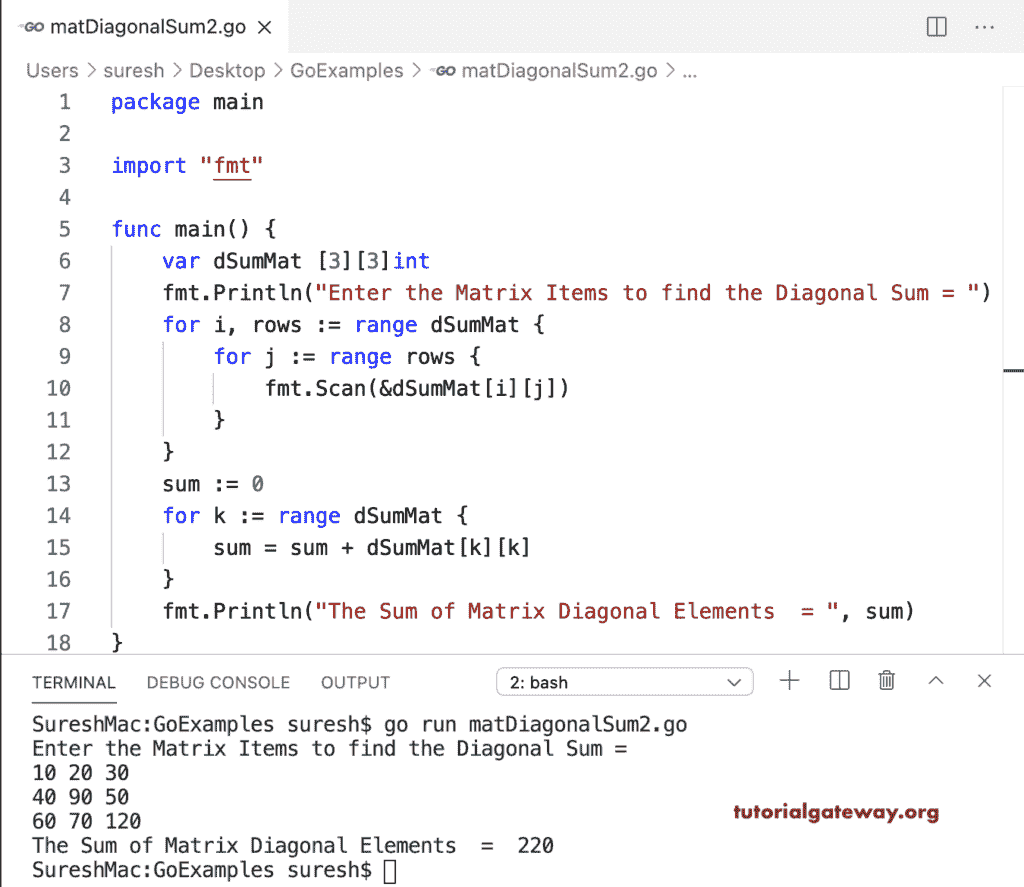 GO matDiagonalSum2.go
Users > suresh > Desktop > GoExamples > GO matDiagonalSum2.go > ...
1 package main
2
3 import "fmt"
4
5 func main() {
6     var dSumMat [3][3]int
7     fmt.Println("Enter the Matrix Items to find the Diagonal Sum = ")
8     for i, rows := range dSumMat {
9         for j := range rows {
10             fmt.Scan(&dSumMat[i][j])
11         }
12     }
13     sum := 0
14     for k := range dSumMat {
15         sum = sum + dSumMat[k][k]
16     }
17     fmt.Println("The Sum of Matrix Diagonal Elements  = ", sum)
18 }
TERMINAL DEBUG CONSOLE OUTPUT 2: bash
SureshMac:GoExamples suresh$ go run matDiagonalSum2.go
Enter the Matrix Items to find the Diagonal Sum =
10 20 30
40 90 50
60 70 120
tutorialgateway.org
The Sum of Matrix Diagonal Elements  =  220
SureshMac:GoExamples suresh$